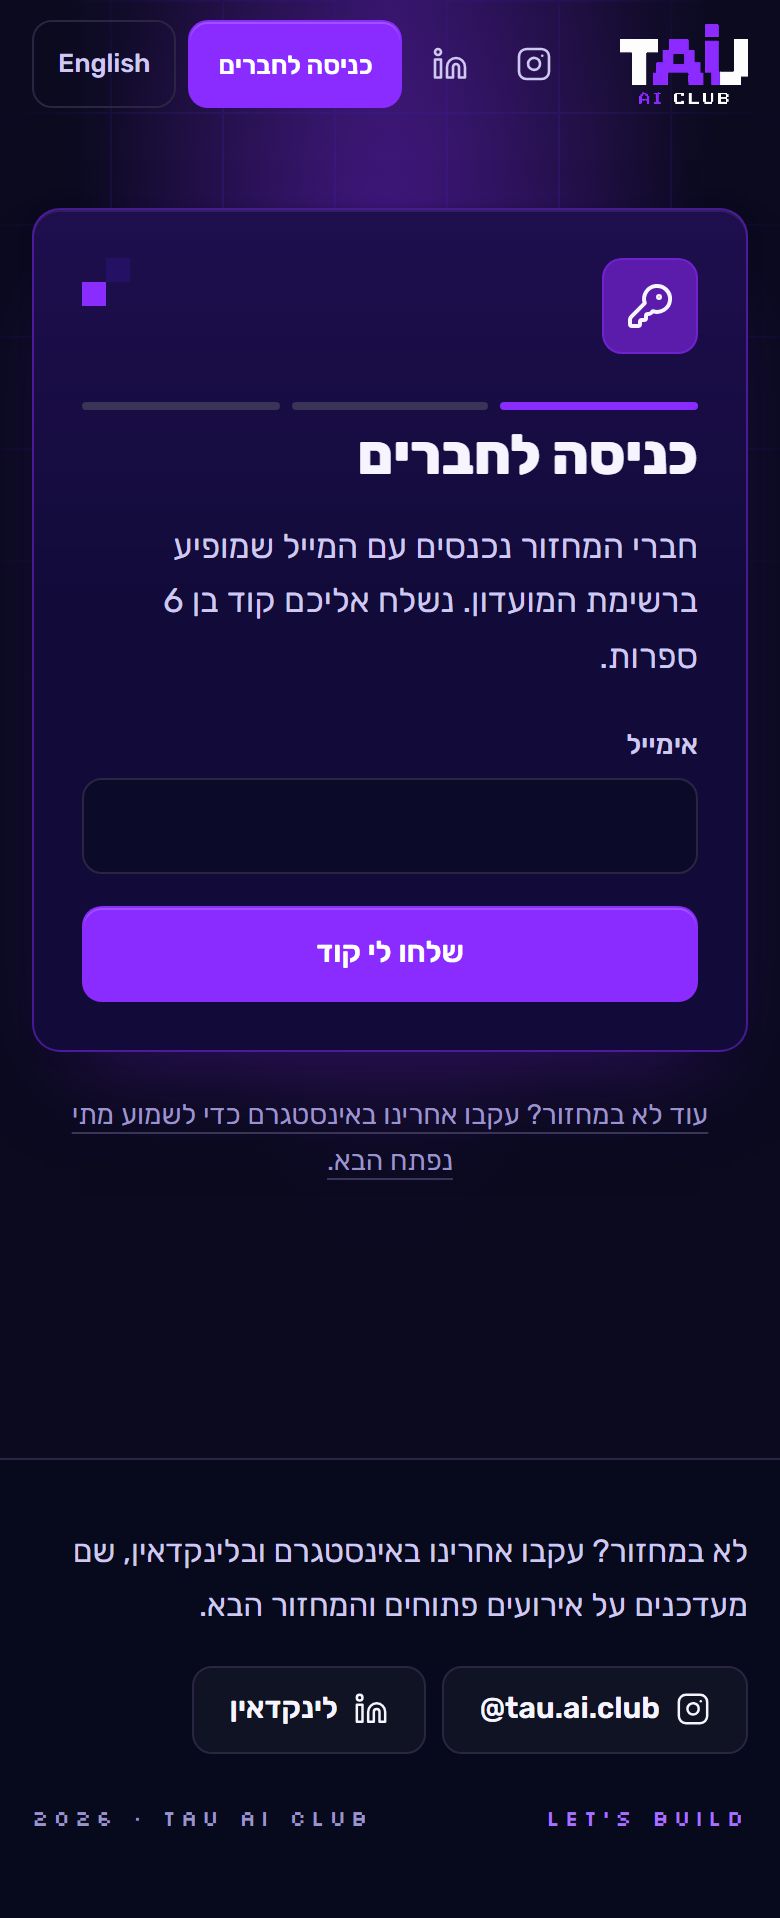 TAU
AI CLUB
כניסה לחברים
English
כניסה לחברים
חברי המחזור נכנסים עם המייל שמופיע
ברשימת המועדון. נשלח אליכם קוד בן 6
ספרות.
אימייל
שלחו לי קוד
עוד לא במחזור? עקבו אחרינו באינסטגרם כדי לשמוע מתי
נפתח הבא.
לא במחזור? עקבו אחרינו באינסטגרם ובלינקדאין, שם
מעדכנים על אירועים פתוחים והמחזור הבא.
@tau.ai.club
לינקדאין
LET'S BUILD
2026 · TAU AI CLUB